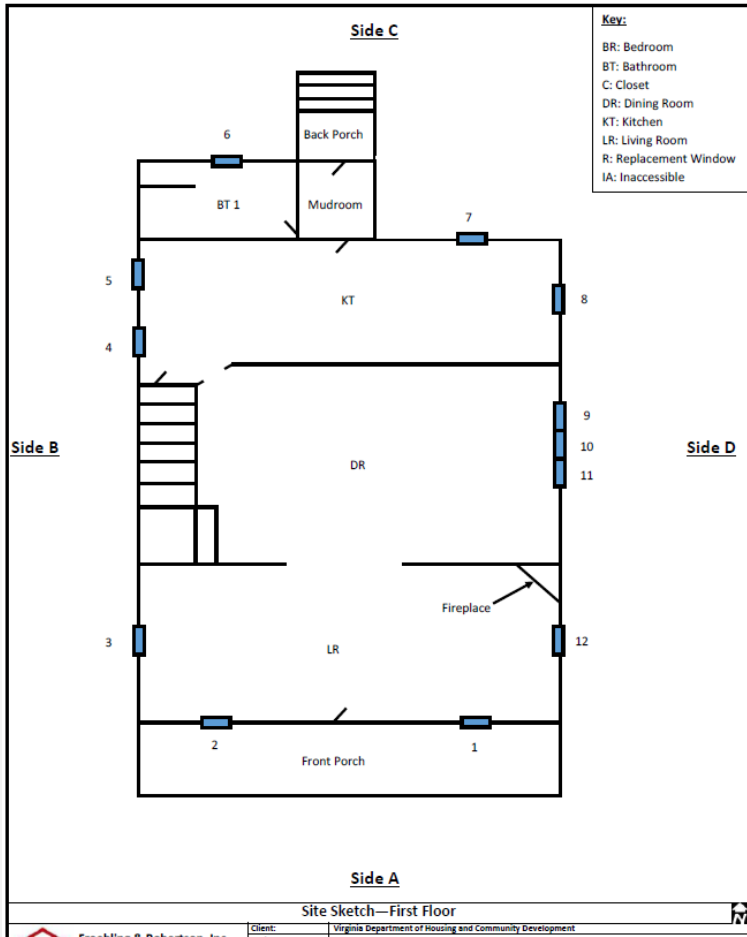 Side C
Key:
BR: Bedroom
BT: Bathroom
C: Closet
DR: Dining Room
KT: Kitchen
LR: Living Room
R: Replacement Window
IA: Inaccessible
Back Porch
6
BT 1
Mudroom
7
5
KT
8
4
9
Side B
10
Side D
DR
11
Fireplace
3
12
LR
2
1
Front Porch
Side A
Site Sketch—First Floor
N
Froehling & Robertson, Inc.
Client:
Virginia Department of Housing and Community Development